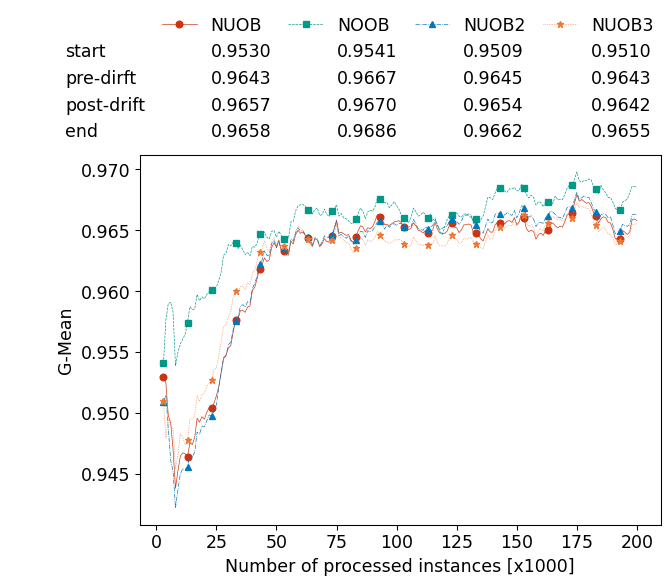 NUOB NOOB NUOB2 NUOB3
start 0.9530 0.9541 0.9509 0.9510
pre-dirft 0.9643 0.9667 0.9645 0.9643
post-drift 0.9657 0.9670 0.9654 0.9642
end 0.9658 0.9686 0.9662 0.9655
0.970
0.965
0.960
0.955
0.950
0.945
G-Mean
0 25 50 75 100 125 150 175 200
Number of processed instances [x1000]